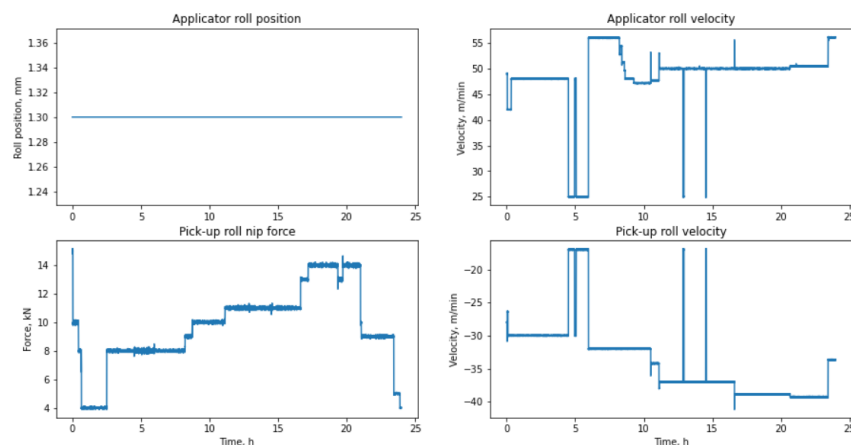 Applicator roll position
Roll position, mm
1.36
1.34
1.32
1.30
1.28
1.26
1.24
0 5 10 15 20 25
Applicator roll velocity
Velocity, m/min
55
50
45
40
35
30
25
0 5 10 15 20 25
Pick-up roll nip force
Force, kN
14
12
10
8
6
4
0 5 10 15 20 25
Time, h
Pick-up roll velocity
Velocity, m/min
−20
−25
−30
−35
−40
0 5 10 15 20 25
Time, h